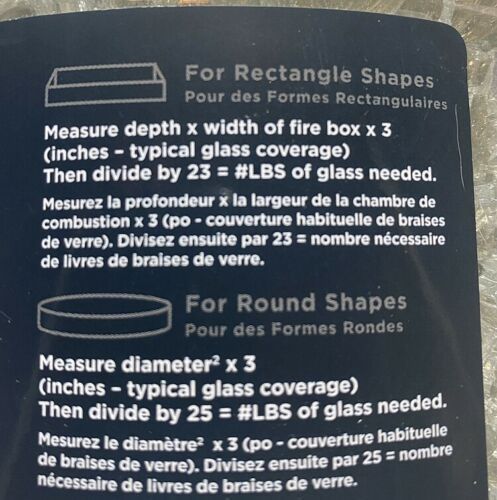 For Rectangle Shapes
Pour des Formes Rectangulaires
Measure depth x width of fire box x 3
(inches - typical glass coverage)
Then divide by 23 = #LBS of glass needed.
Mesurez la profondeur x la largeur de la chambre de
combustion x 3 (po - couverture habituelle de braises
de verre). Divisez ensuite par 23 = nombre nécessaire
de livres de braises de verre.
For Round Shapes
Pour des Formes Rondes
Measure diameter² x 3
(inches – typical glass coverage)
Then divide by 25 = #LBS of glass needed.
Mesurez le diamètre² x 3 (po - couverture habituelle
de braises de verre). Divisez ensuite par 25 = nombre
nécessaire de livres de braises de verre.